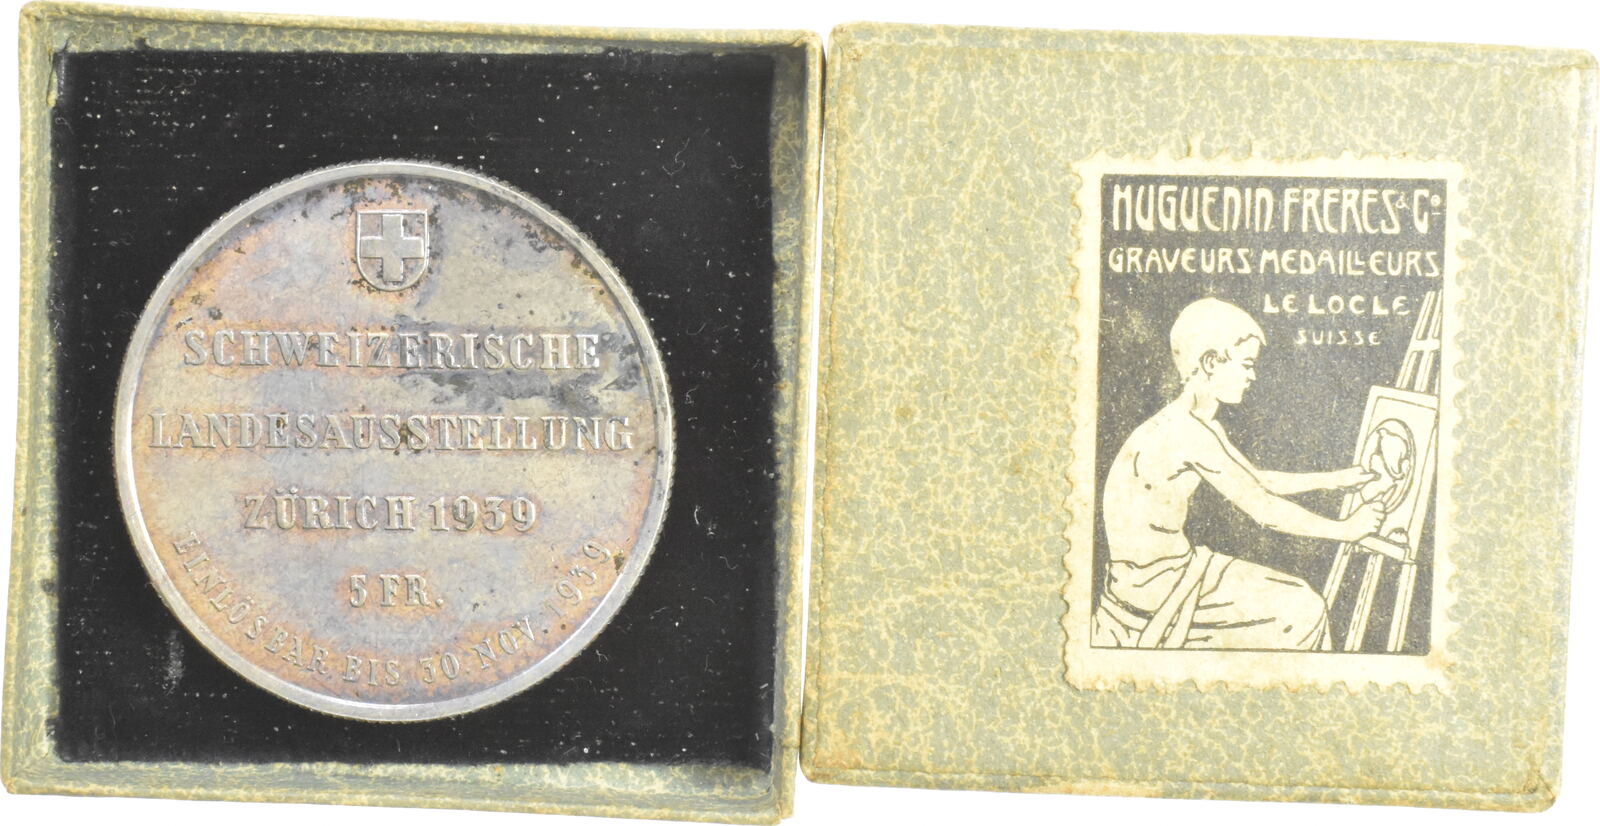 SCHWEIZERISCHE
LANDESAUSSTELLUNG
ZÜRICH 1939
5 FR.
EINLÖSBAR BIS 30. NOV. 1939
HUGUENIN FRERES & Co
GRAVEURS MEDAILLEURS
LE LOCLE
SUISSE